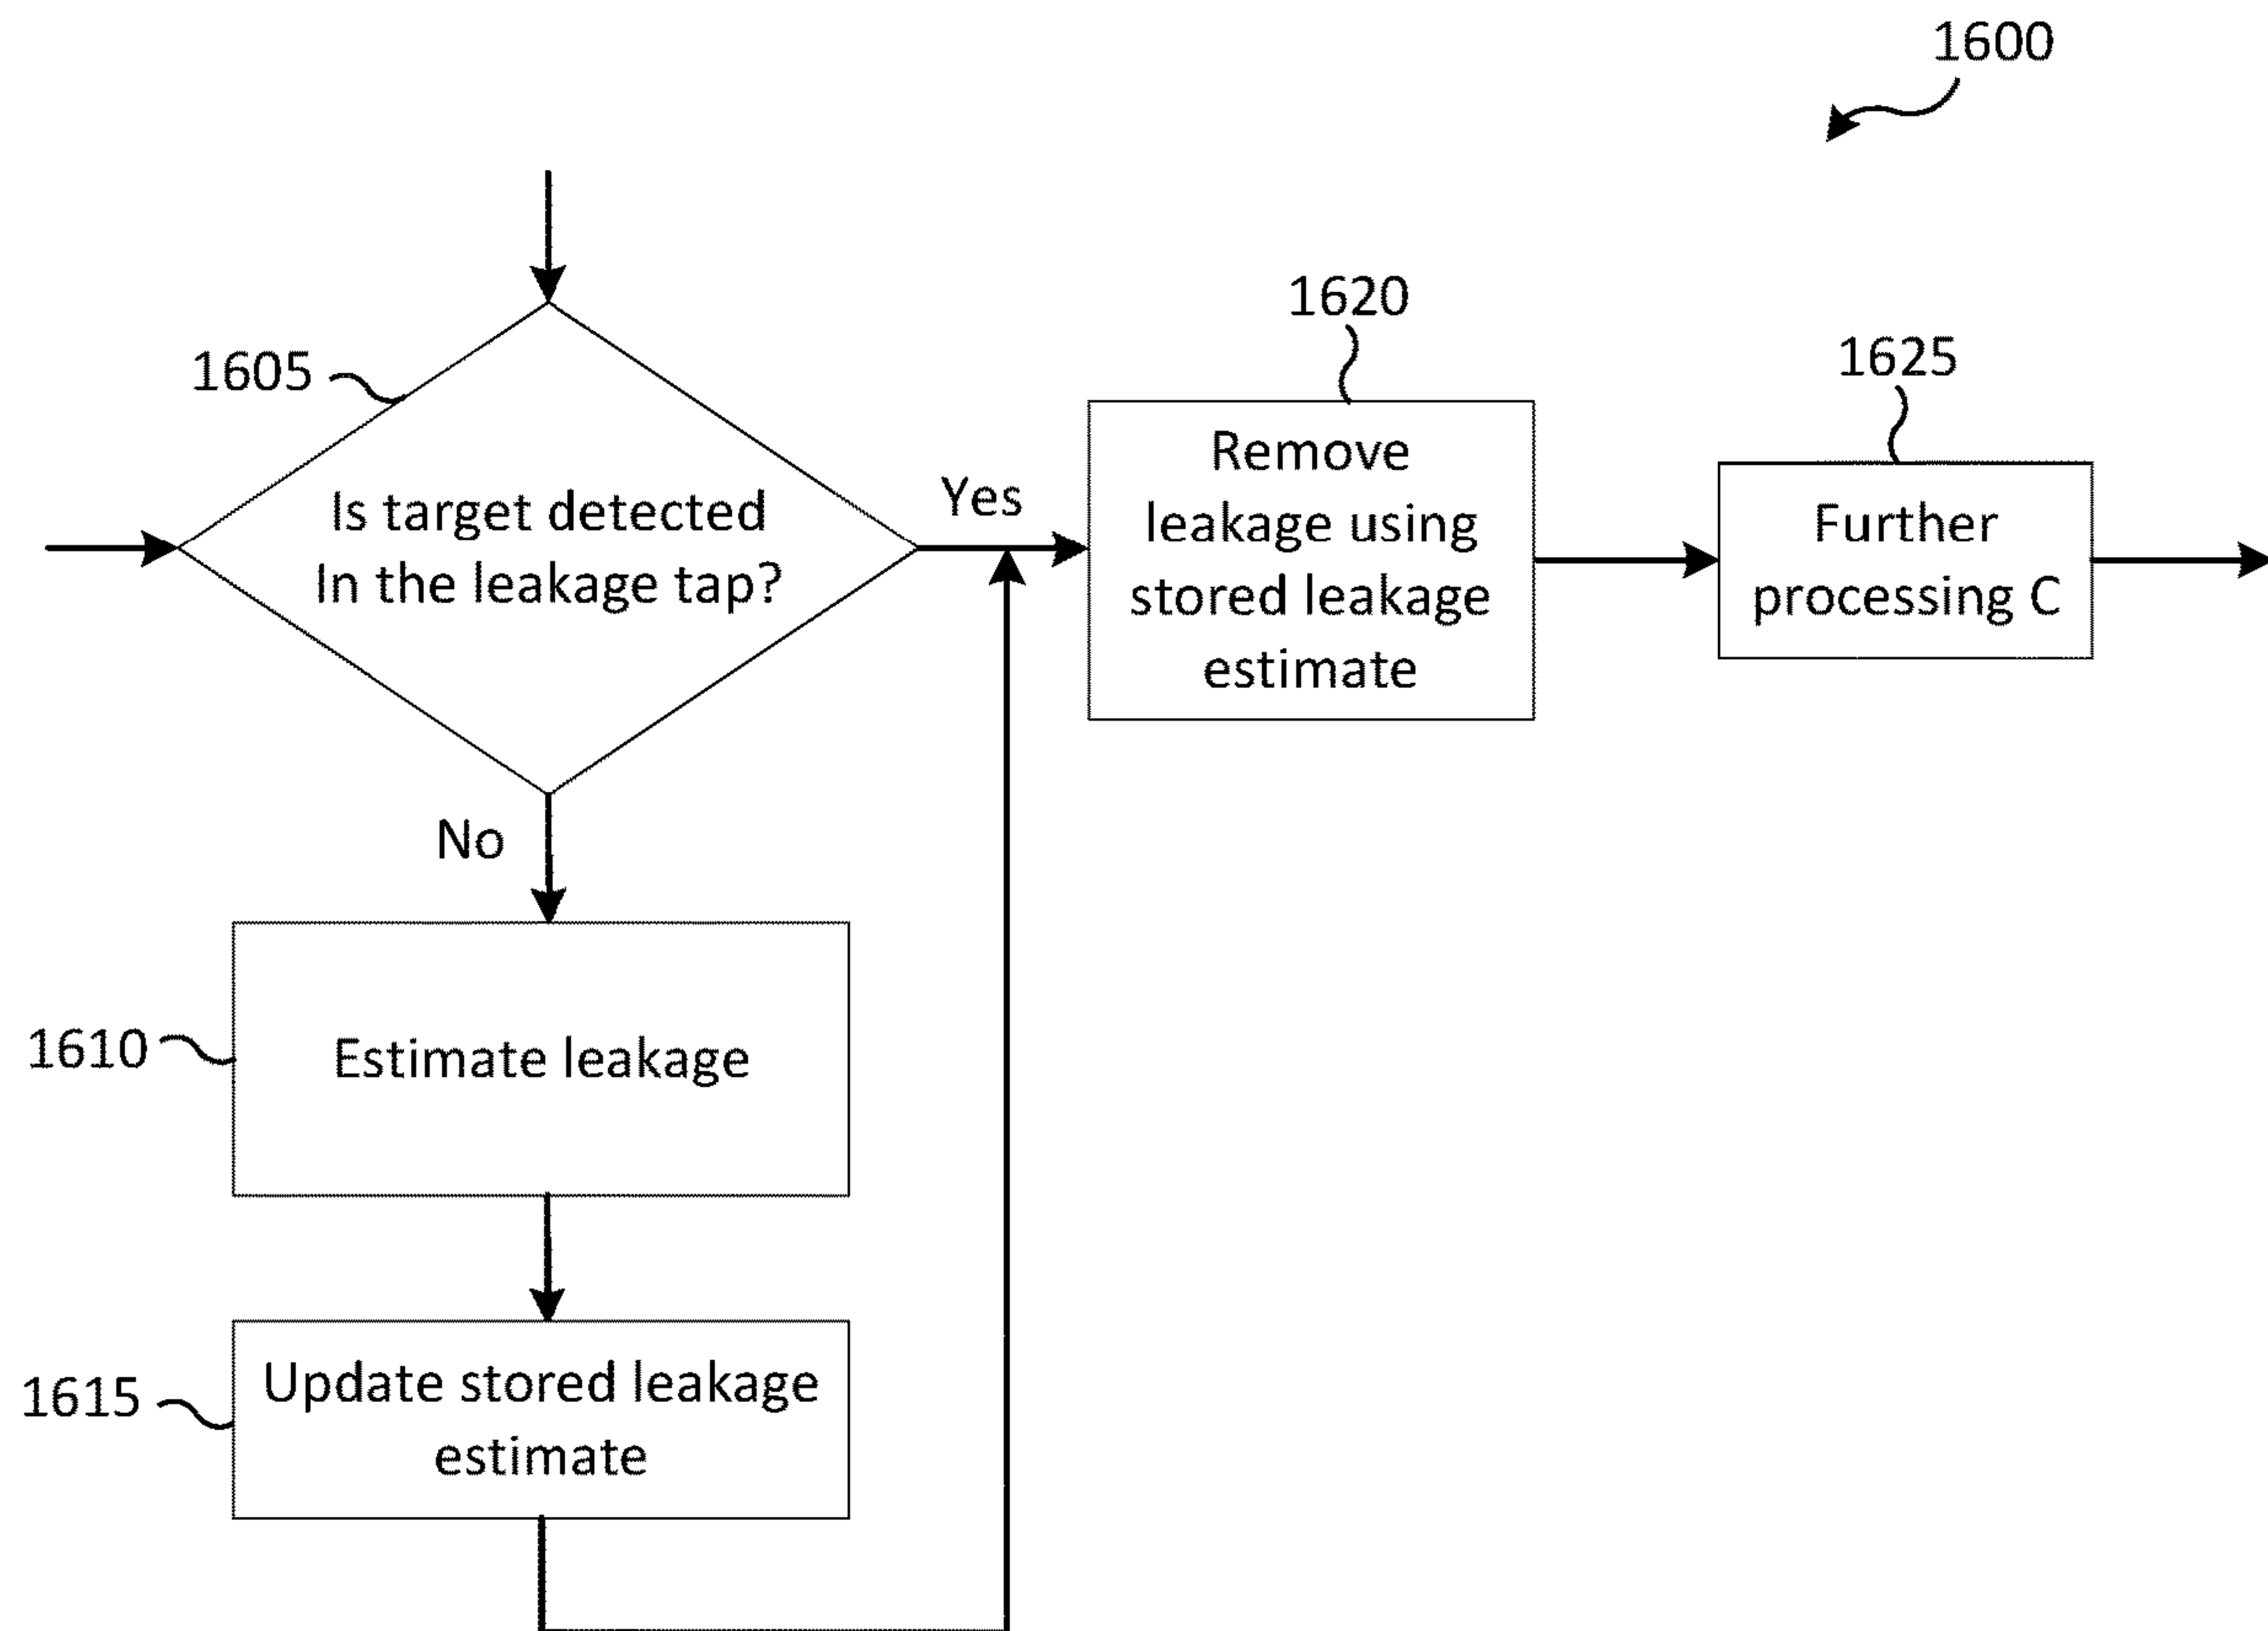 1600
1605
Is target detected
In the leakage tap?
Yes
No
1620
Remove
leakage using
stored leakage
estimate
1625
Further
processing C
1610
Estimate leakage
1615
Update stored leakage
estimate